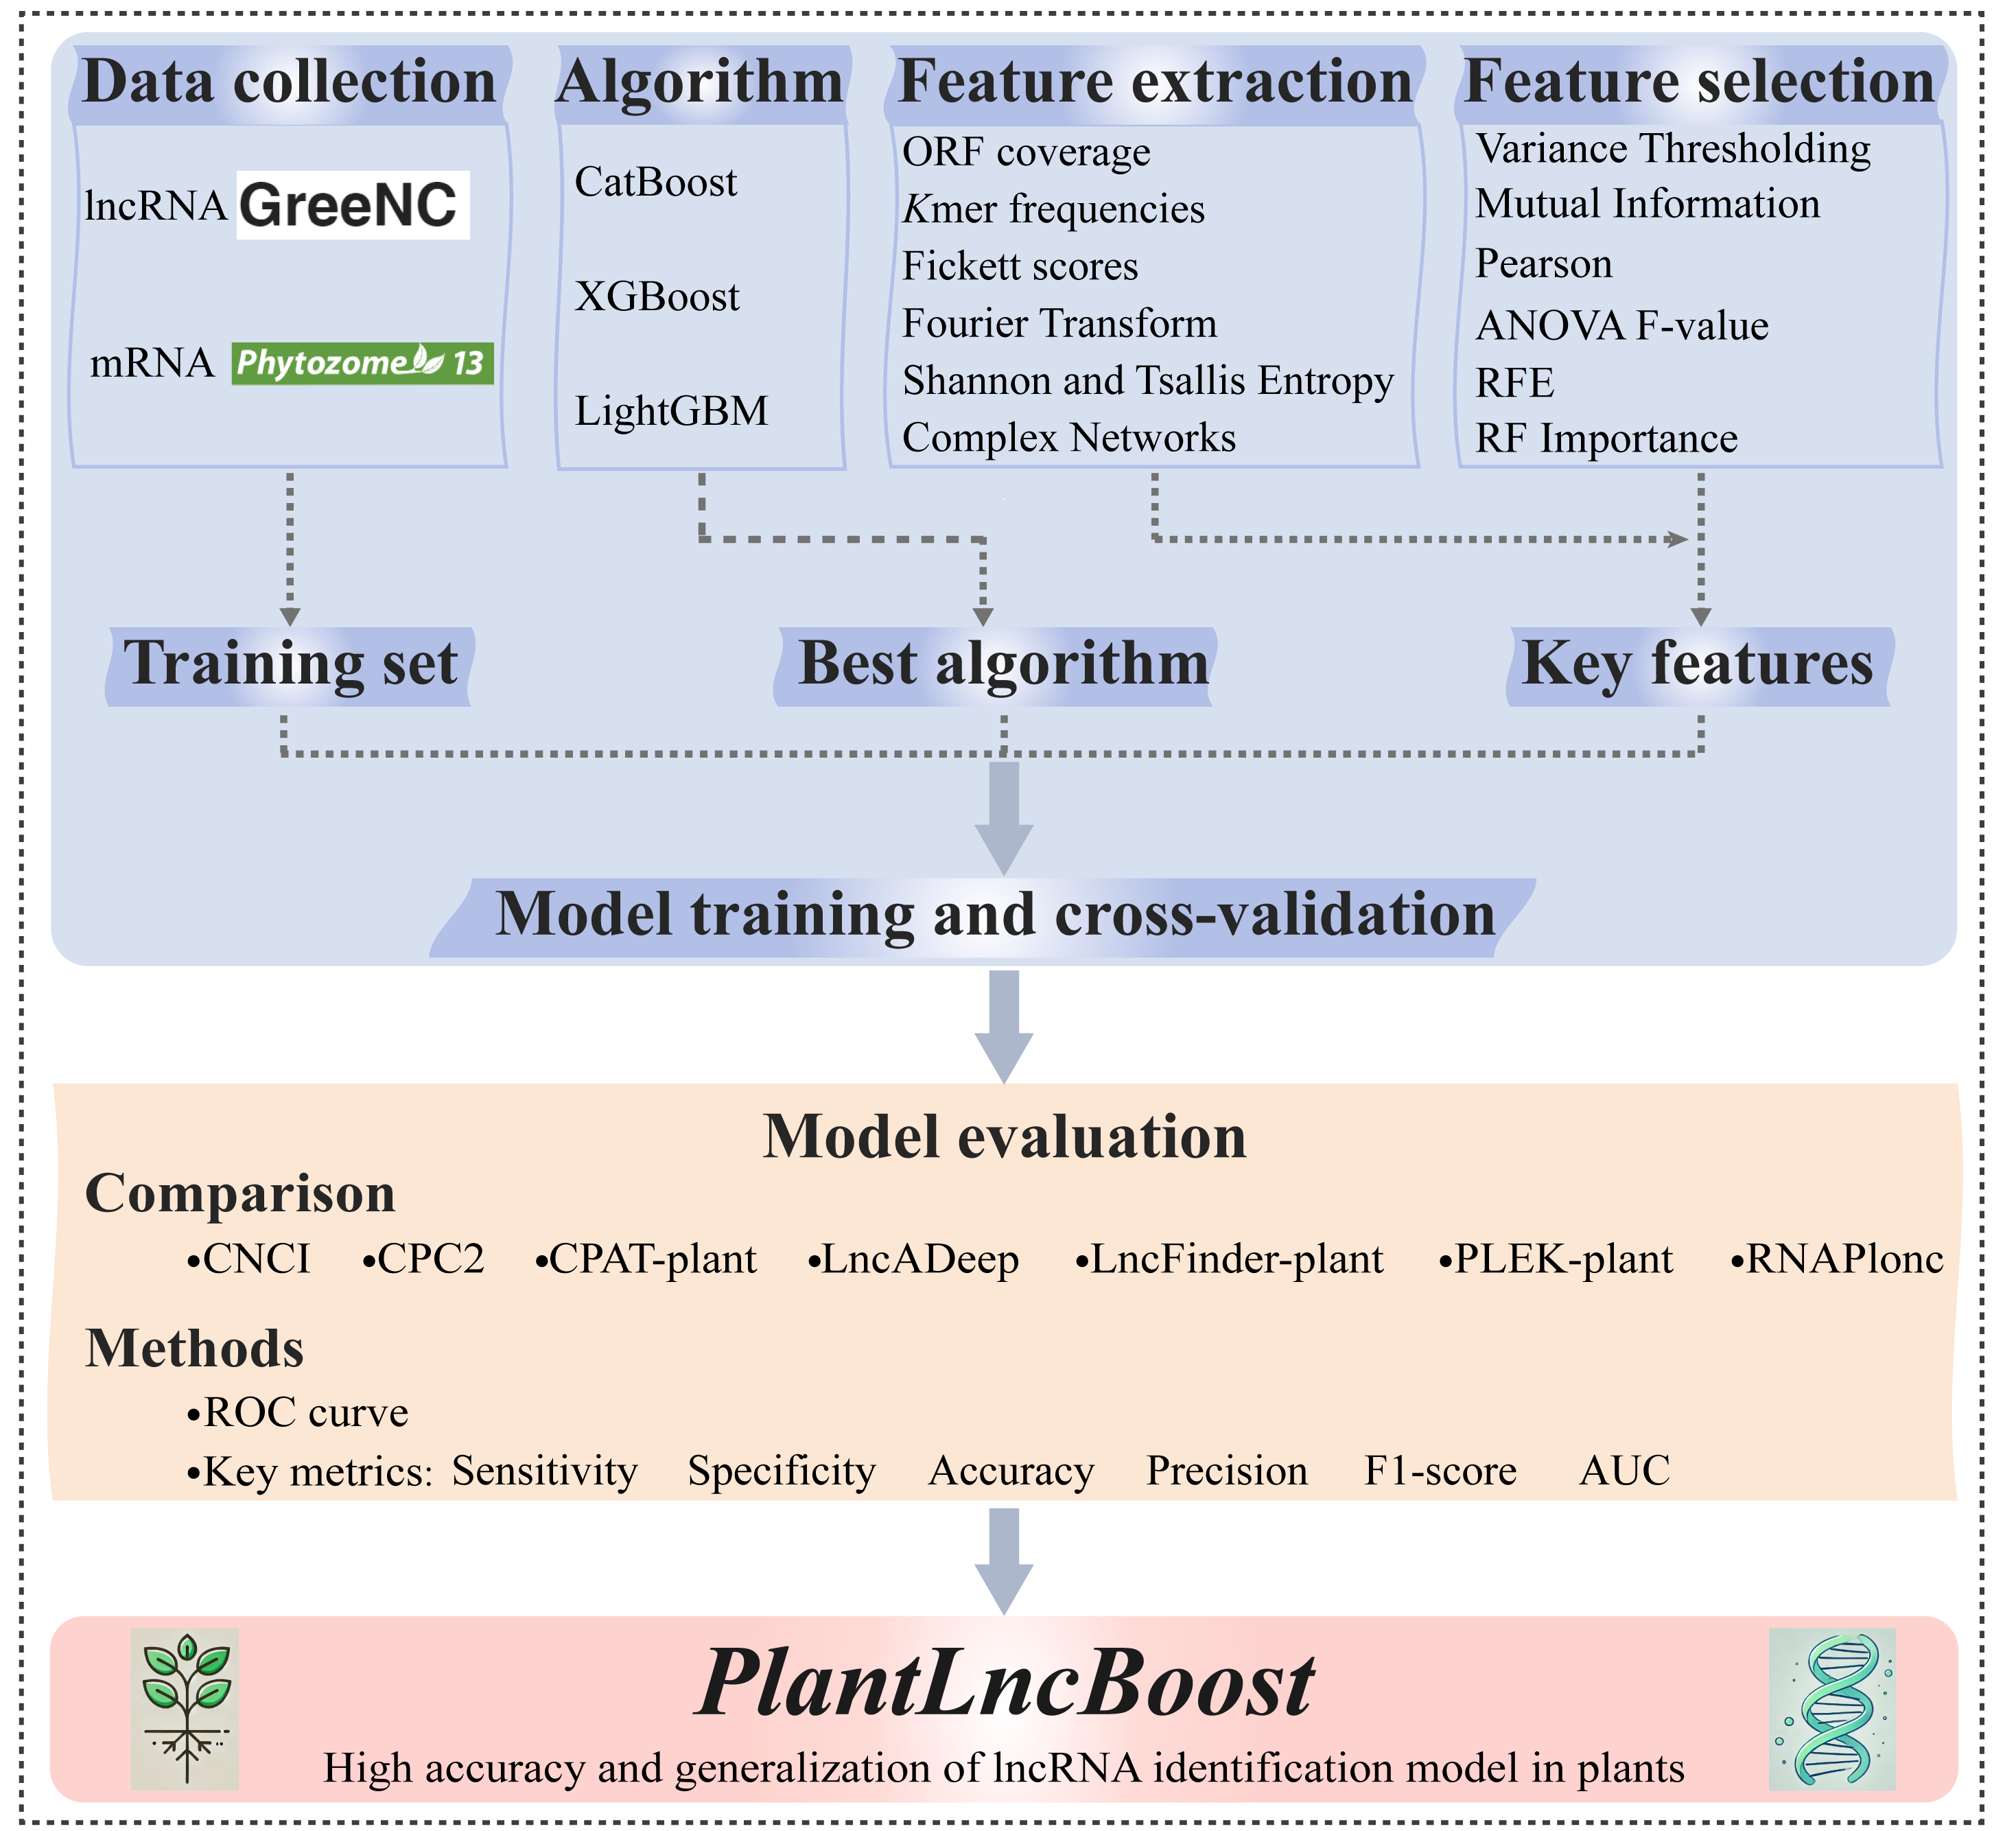 Data collection
lncRNA GreeNC
mRNA Phytozome 13
Algorithm
CatBoost
XGBoost
LightGBM
Feature extraction
ORF coverage
Kmer frequencies
Fickett scores
Fourier Transform
Shannon and Tsallis Entropy
Complex Networks
Feature selection
Variance Thresholding
Mutual Information
Pearson
ANOVA F-value
RFE
RF Importance
Training set
Best algorithm
Key features
Model training and cross-validation
Model evaluation
Comparison
•CNCI •CPC2 •CPAT-plant •LncADeep •LncFinder-plant •PLEK-plant •RNAPlonc
Methods
•ROC curve
•Key metrics: Sensitivity Specificity Accuracy Precision F1-score AUC
PlantLncBoost
High accuracy and generalization of lncRNA identification model in plants